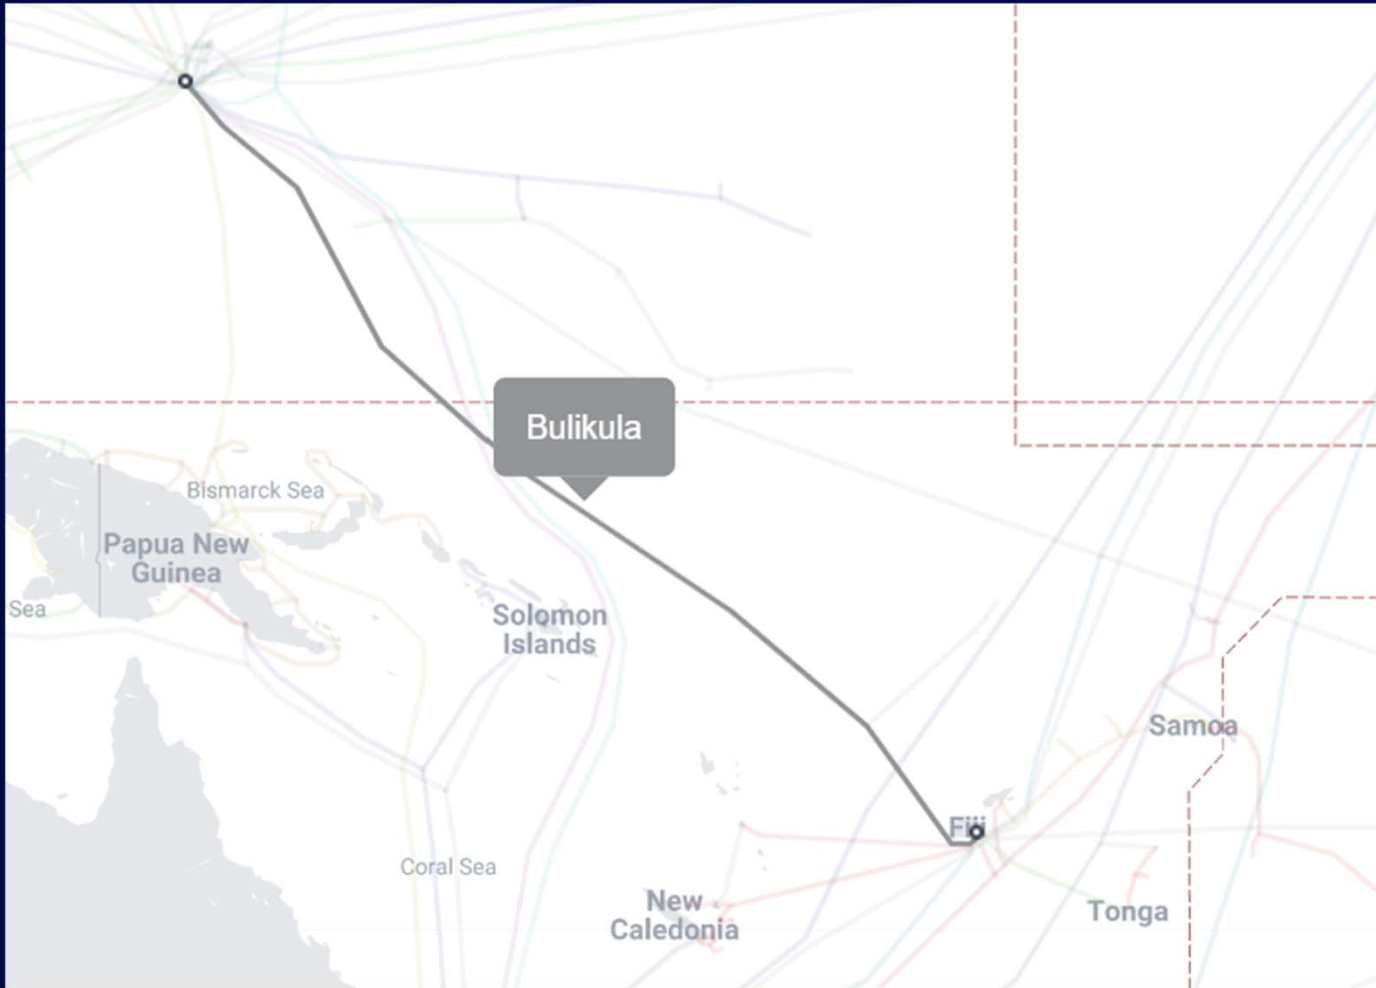 Bulikula
Bismarck Sea
Papua New
Guinea
Sea
Solomon
Islands
Samoa
Fiji
Coral Sea
New
Caledonia
Tonga